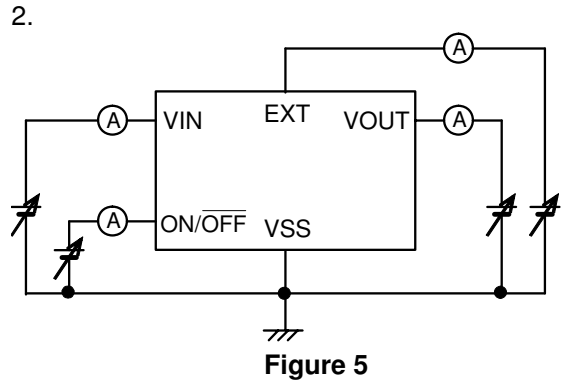 2.
A
EXT
A VIN VOUT A
A ON/OFF VSS
Figure 5